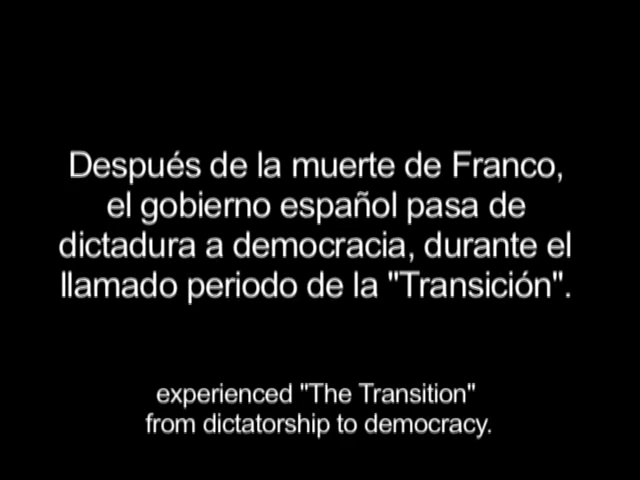 Después de la muerte de Franco,
el gobierno español pasa de
dictadura a democracia, durante el
llamado periodo de la "Transición".
experienced "The Transition"
from dictatorship to democracy.